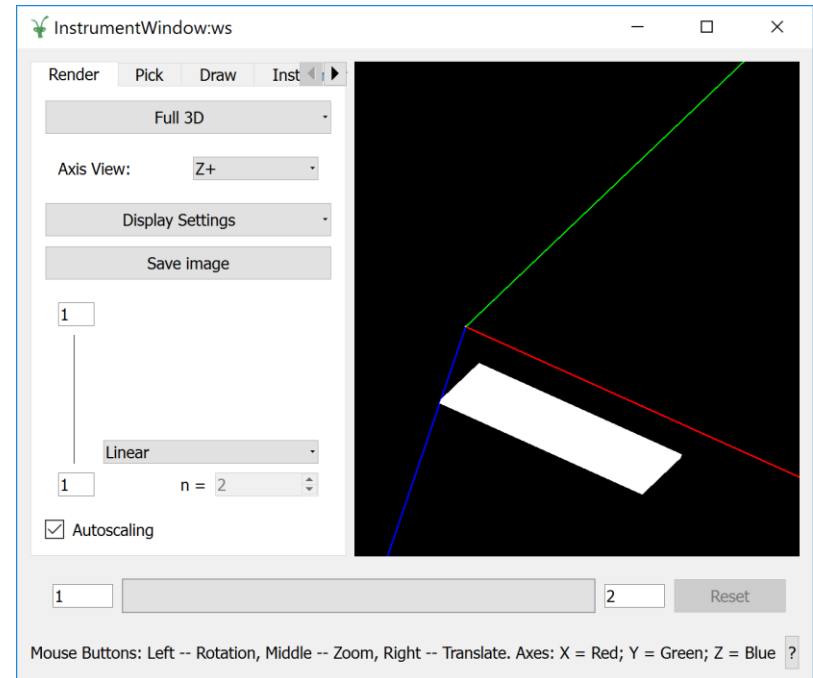 InstrumentWindow:ws
Render Pick Draw Inst
Full 3D
Axis View: Z+
Display Settings
Save image
1
Linear
1 n = 2
Autoscaling
1 2 Reset
Mouse Buttons: Left -- Rotation, Middle -- Zoom, Right -- Translate. Axes: X = Red; Y = Green; Z = Blue ?